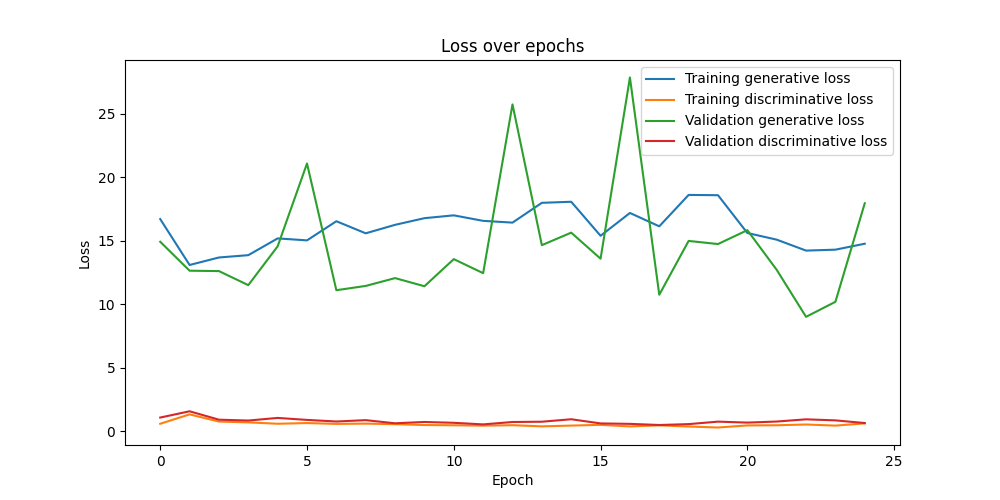 Loss over epochs
Training generative loss
Training discriminative loss
Validation generative loss
Validation discriminative loss
25
20
15
10
5
0
Loss
0 5 10 15 20 25
Epoch